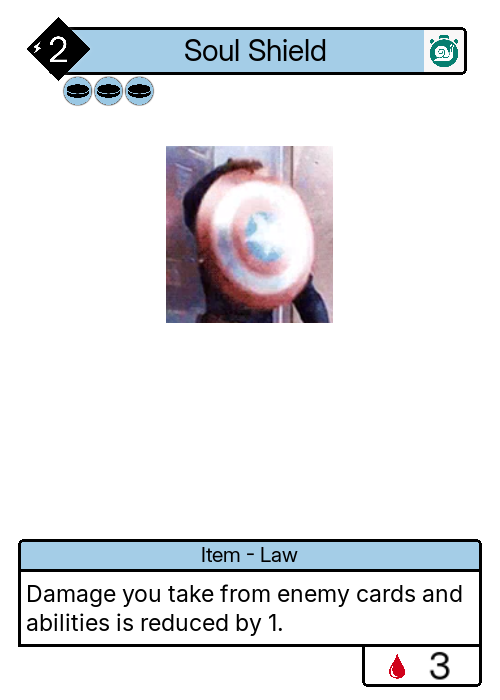 2
Soul Shield
Item - Law
Damage you take from enemy cards and
abilities is reduced by 1.
3